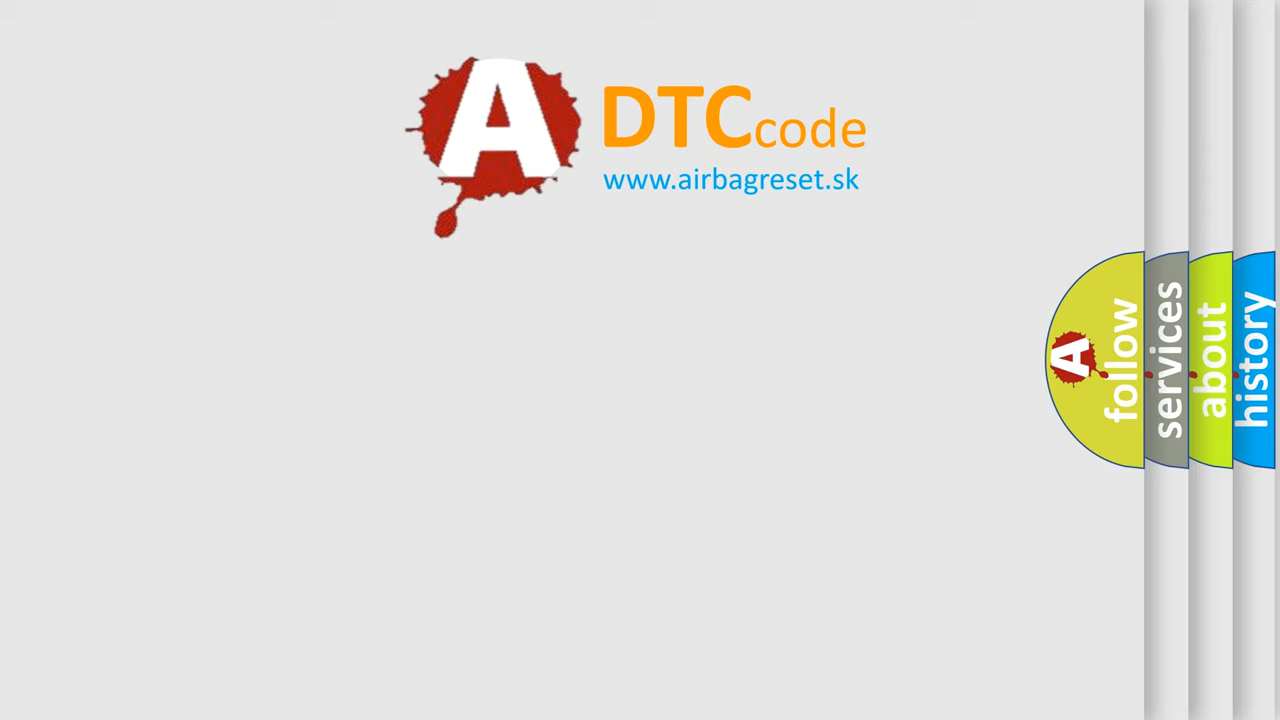 A
DTCcode
www.airbagreset.sk
A
follow
services
about
history